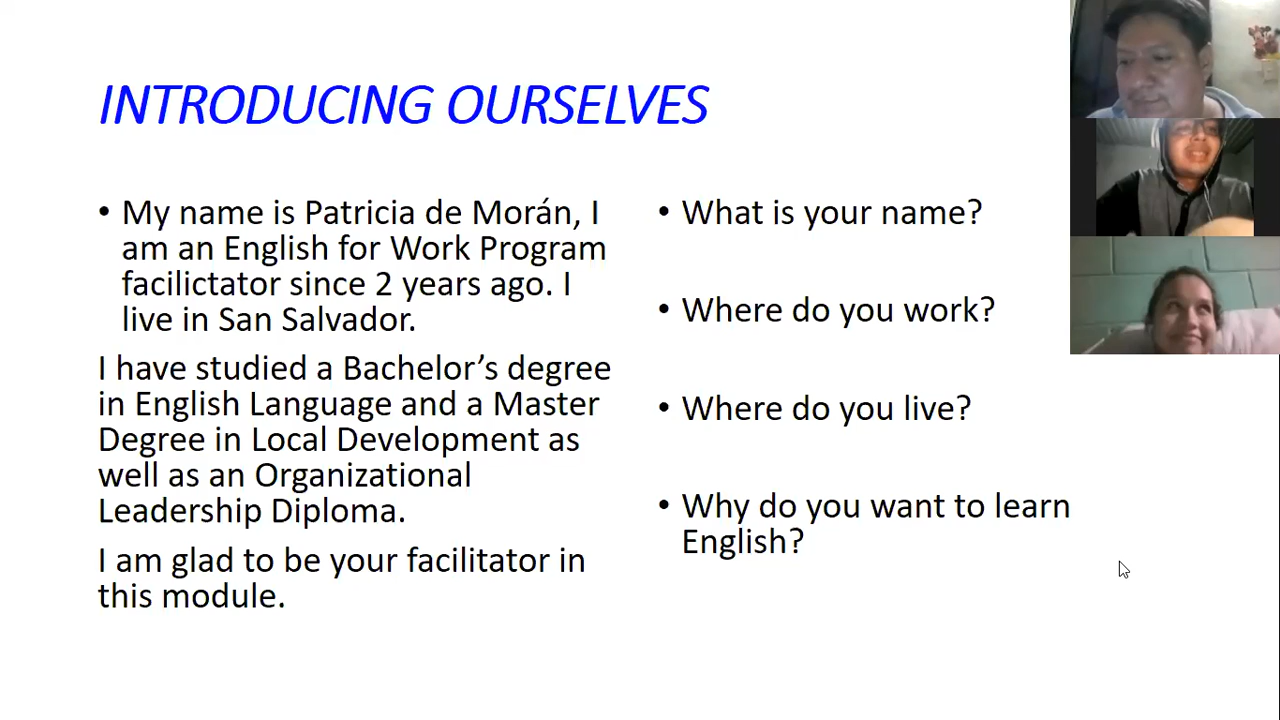 INTRODUCING OURSELVES
• My name is Patricia de Morán, I
am an English for Work Program
facilictator since 2 years ago. I
live in San Salvador.
I have studied a Bachelor’s degree
in English Language and a Master
Degree in Local Development as
well as an Organizational
Leadership Diploma.
I am glad to be your facilitator in
this module.
• What is your name?
• Where do you work?
• Where do you live?
• Why do you want to learn
English?